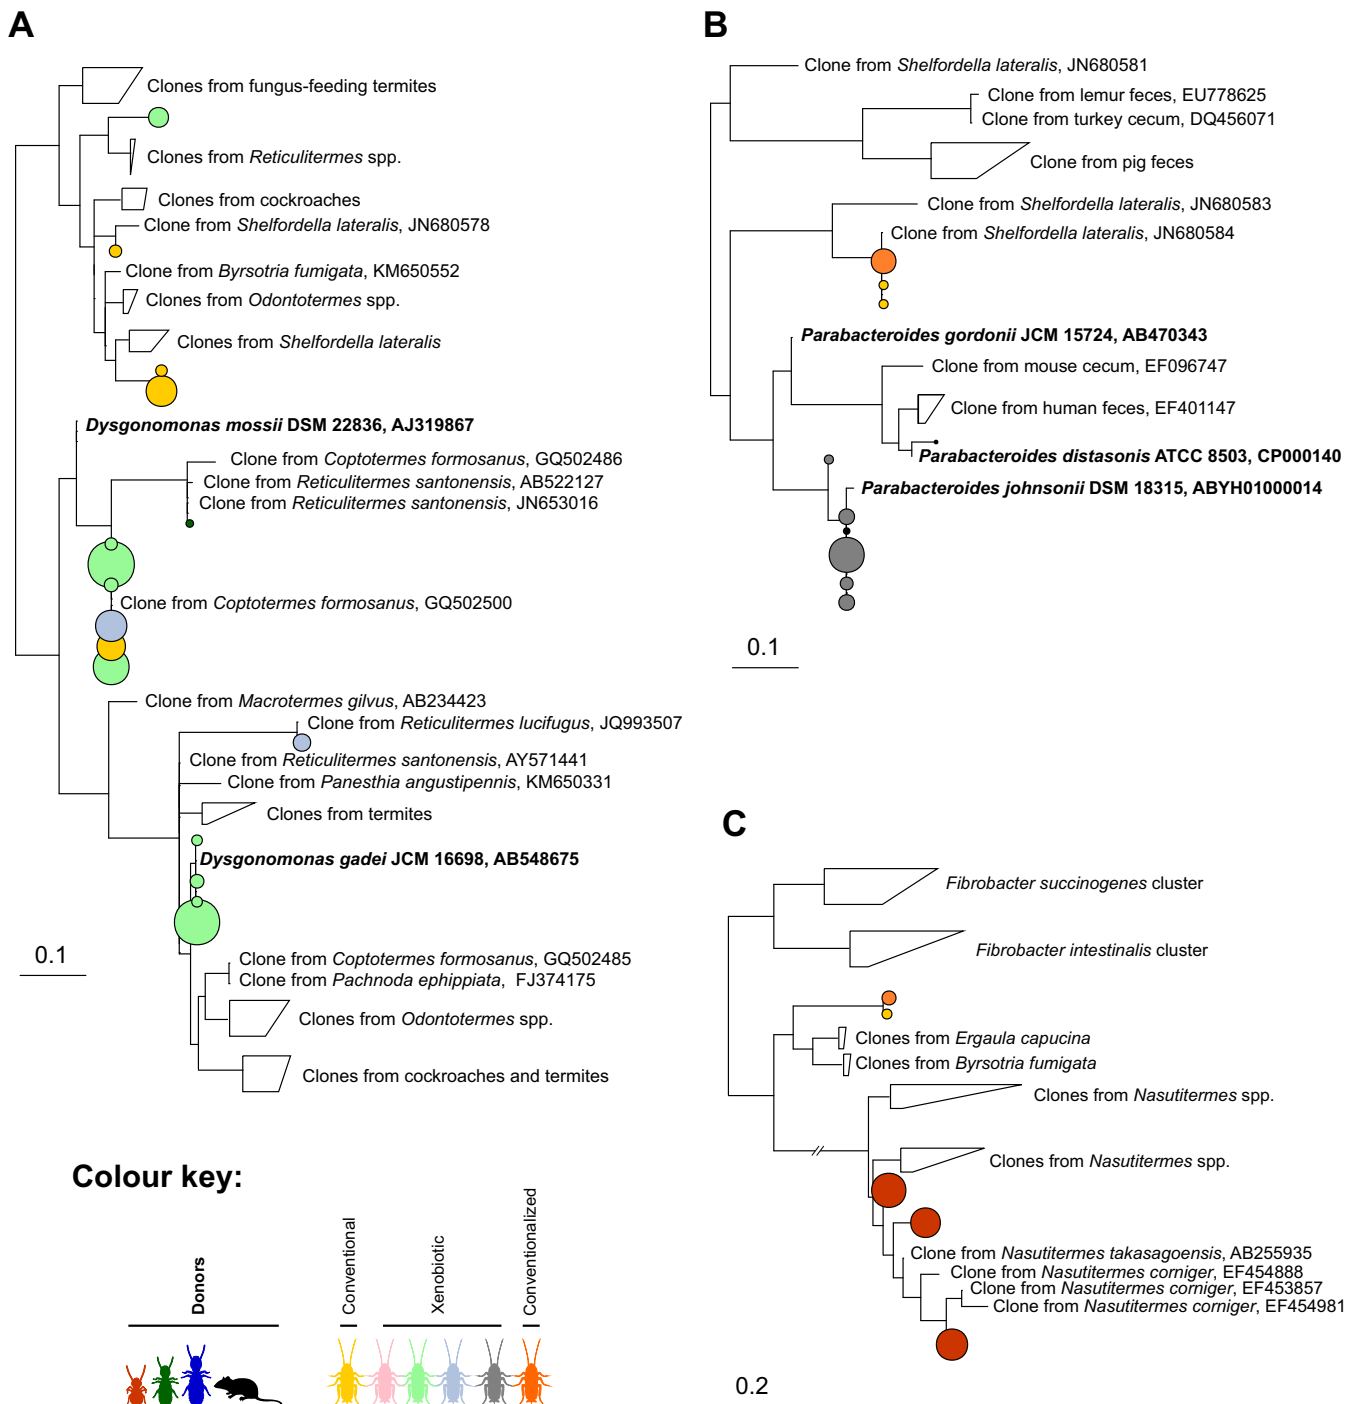 A
Clones from fungus-feeding termites
Clones from Reticulitermes spp.
Clones from cockroaches
Clone from Shelfordella lateralis, JN680578
Clone from Byrsotria fumigata, KM650552
Clones from Odontotermes spp.
Clones from Shelfordella lateralis
Dysgonomonas mossii DSM 22836, AJ319867
Clone from Coptotermes formosanus, GQ502486
Clone from Reticulitermes santonensis, AB522127
Clone from Reticulitermes santonensis, JN653016
Clone from Coptotermes formosanus, GQ502500
Clone from Macrotermes gilvus, AB234423
Clone from Reticulitermes lucifugus, JQ993507
Clone from Reticulitermes santonensis, AY571441
Clone from Panesthia angustipennis, KM650331
Clones from termites
Dysgonomonas gadei JCM 16698, AB548675
0.1
Clone from Coptotermes formosanus, GQ502485
Clone from Pachnoda ephippiata, FJ374175
Clones from Odontotermes spp.
Clones from cockroaches and termites
B
Clone from Shelfordella lateralis, JN680581
Clone from lemur feces, EU778625
Clone from turkey cecum, DQ456071
Clone from pig feces
Clone from Shelfordella lateralis, JN680583
Clone from Shelfordella lateralis, JN680584
Parabacteroides gordonii JCM 15724, AB470343
Clone from mouse cecum, EF096747
Clone from human feces, EF401147
Parabacteroides distasonis ATCC 8503, CP000140
Parabacteroides johnsonii DSM 18315, ABYH01000014
0.1
C
Fibrobacter succinogenes cluster
Fibrobacter intestinalis cluster
Clones from Ergaula capucina
Clones from Byrsotria fumigata
Clones from Nasutitermes spp.
Clones from Nasutitermes spp.
Clone from Nasutitermes takasagoensis, AB255935
Clone from Nasutitermes corniger, EF454888
Clone from Nasutitermes corniger, EF453857
Clone from Nasutitermes corniger, EF454981
0.2
Colour key:
Donors
Conventional
Xenobiotic
Conventionalized